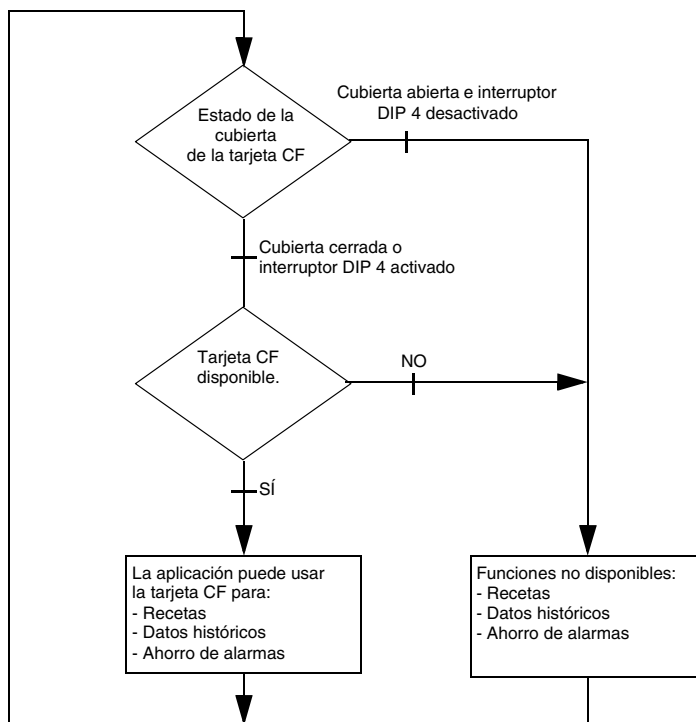 Estado de la
cubierta
de la tarjeta CF
Cubierta abierta e interruptor
DIP 4 desactivado
Cubierta cerrada o
interruptor DIP 4 activado
Tarjeta CF
disponible.
NO
SÍ
La aplicación puede usar
la tarjeta CF para:
- Recetas
- Datos históricos
- Ahorro de alarmas
Funciones no disponibles:
- Recetas
- Datos históricos
- Ahorro de alarmas